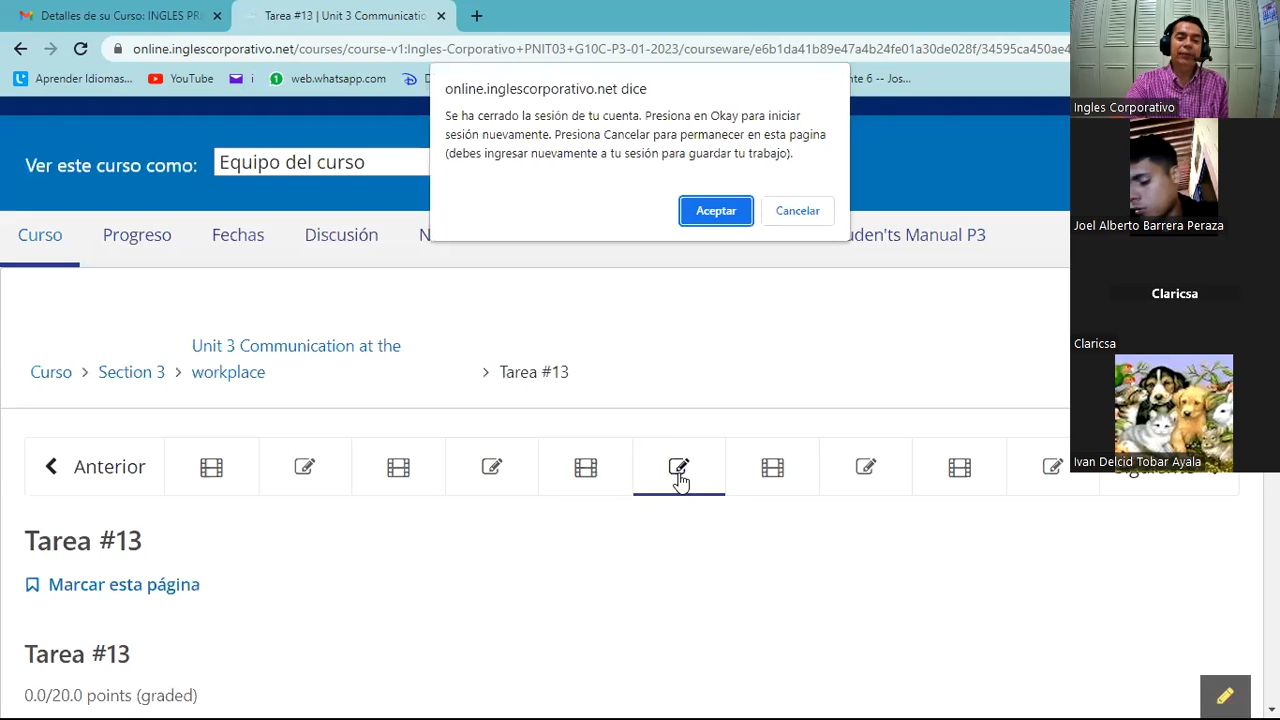 Detalles de su Curso: INGLES PRI
Tarea #13 | Unit 3 Communicatio
online.inglescorporativo.net/courses/course-v1:ingles-Corporativo+PNIT03+G10C-P3-01-2023/courseware/e6b1da41b89e47a4b24fe01a30de028f/34595ca450ae4
Aprender Idiomas...
YouTube
i
web.whatsapp.com
D
ente 6 -- Jos...
online.inglescorporativo.net dice
Se ha cerrado la sesión de tu cuenta. Presiona en Okay para iniciar
sesión nuevamente. Presiona Cancelar para permanecer en esta pagina
(debes ingresar nuevamente a tu sesión para guardar tu trabajo).
Aceptar
Cancelar
Ver este curso como:
Equipo del curso
Curso
Progreso
Fechas
Discusión
N
uden'ts Manual P3
Unit 3 Communication at the
workplace
Curso > Section 3 >
> Tarea #13
Anterior
Tarea #13
Marcar esta página
Tarea #13
0.0/20.0 points (graded)
Ingles Corporativo
Joel Alberto Barrera Peraza
Claricsa
Claricsa
Ivan Delcid Tobar Ayala